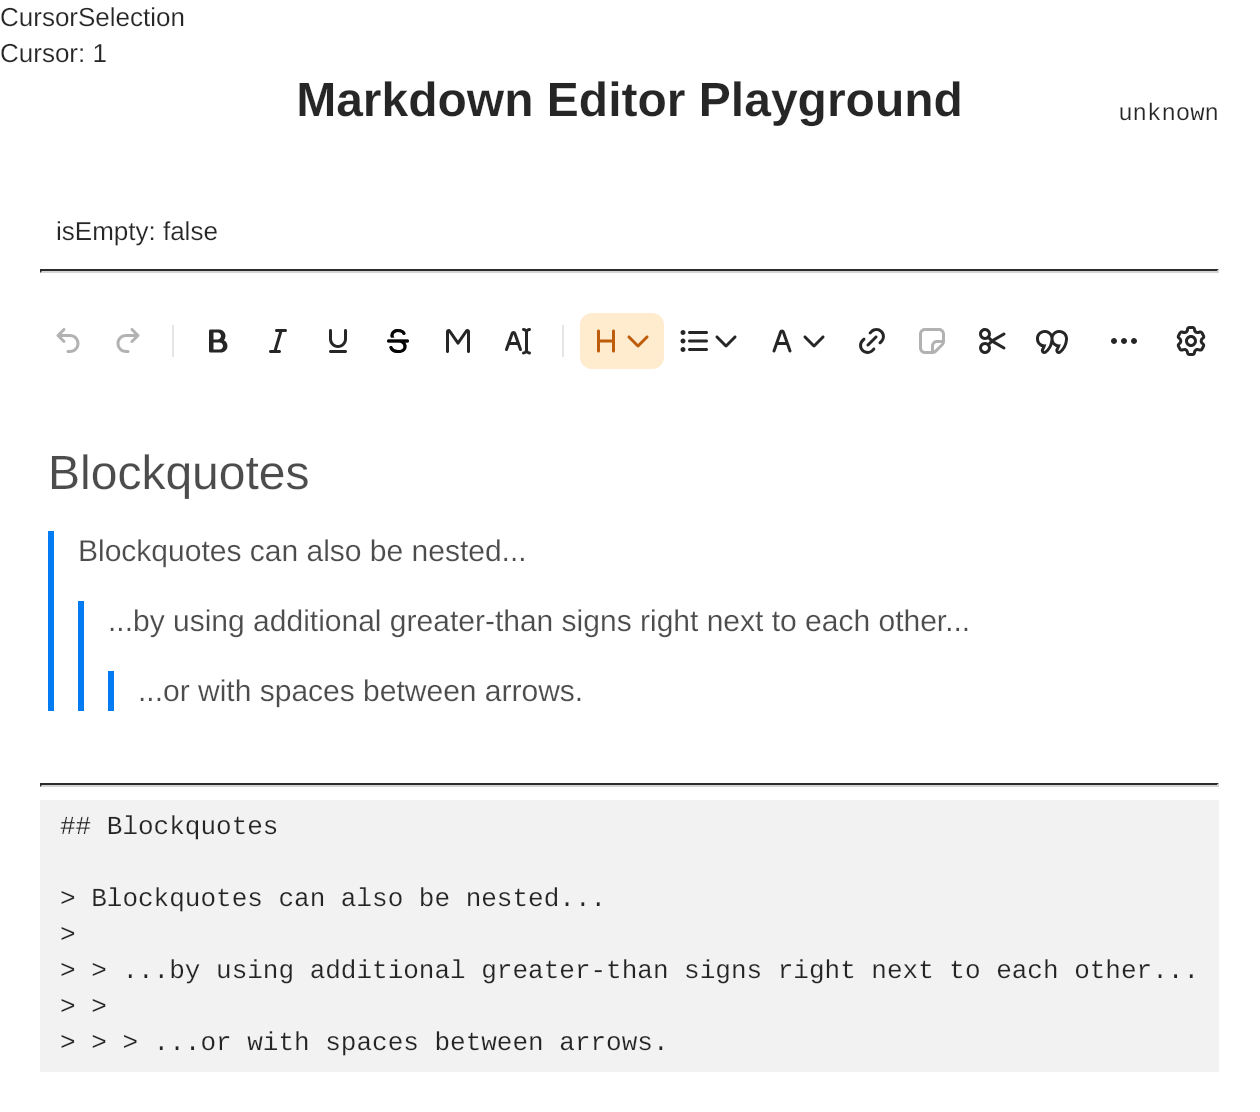 CursorSelection
Cursor: 1
Markdown Editor Playground
unknown
isEmpty: false
Blockquotes
Blockquotes can also be nested...
...by using additional greater-than signs right next to each other...
...or with spaces between arrows.
## Blockquotes
> Blockquotes can also be nested...
>
> > ...by using additional greater-than signs right next to each other...
> >
> > > ...or with spaces between arrows.